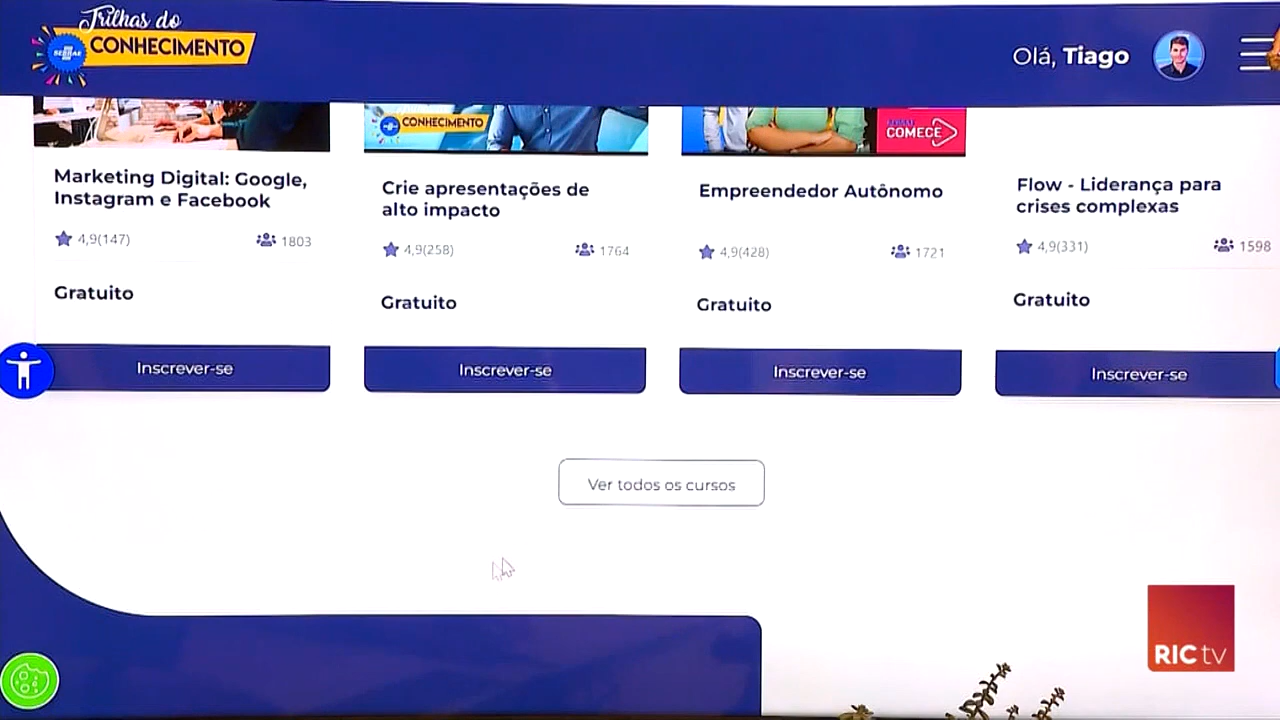 Trilhas do
CONHECIMENTO
SEBRAE
Olá, Tiago
CONHECIMENTO
COMECE
Marketing Digital: Google,
Instagram e Facebook
4,9(147)
1803
Gratuito
Inscrever-se
Crie apresentações de
alto impacto
4,9(258)
1764
Gratuito
Inscrever-se
Empreendedor Autônomo
4,9(428)
1721
Gratuito
Inscrever-se
Flow - Liderança para
crises complexas
4,9(331)
1598
Gratuito
Inscrever-se
Ver todos os cursos
RIC tv